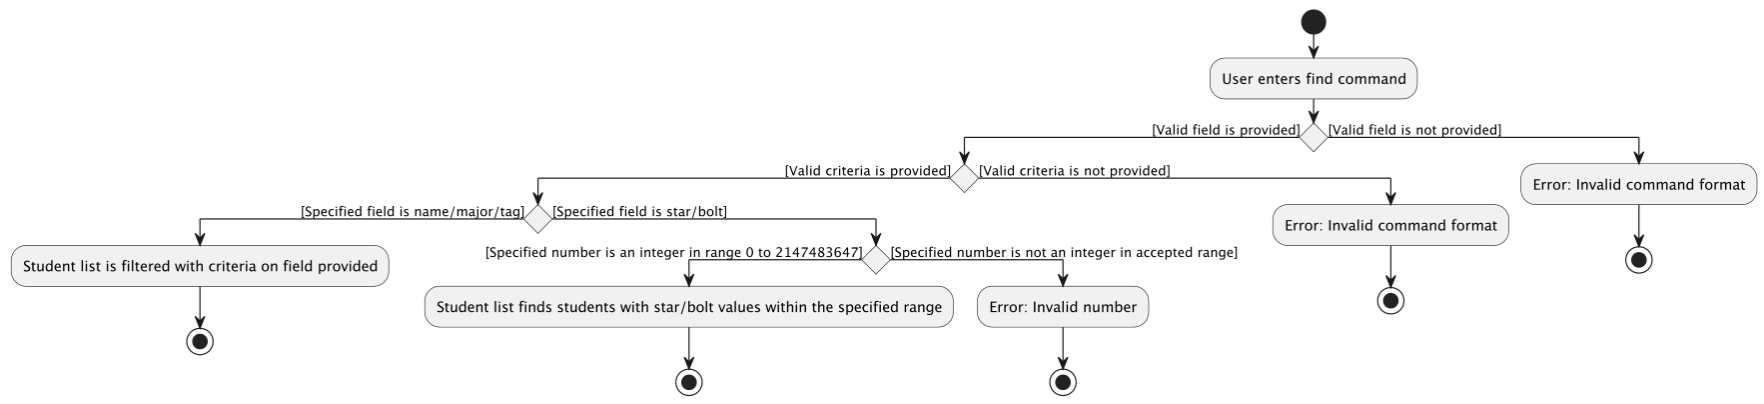 User enters find command
[Valid field is provided]
[Valid field is not provided]
[Valid criteria is provided]
[Valid criteria is not provided]
Error: Invalid command format
[Specified field is name/major/tag]
[Specified field is star/bolt]
Error: Invalid command format
[Specified number is an integer in range 0 to 2147483647]
[Specified number is not an integer in accepted range]
Student list is filtered with criteria on field provided
Student list finds students with star/bolt values within the specified range
Error: Invalid number